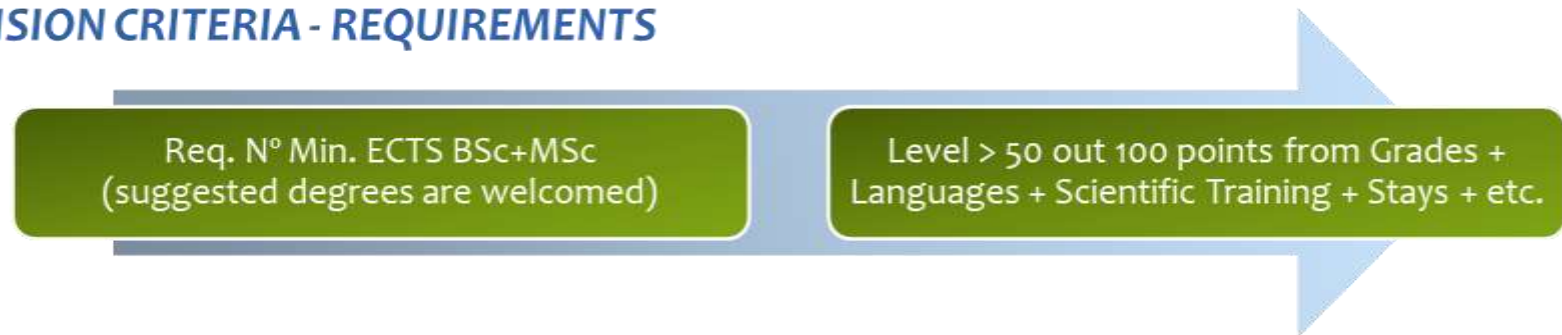 ISION CRITERIA - REQUIREMENTS
Req. Nº Min. ECTS BSc+MSc
(suggested degrees are welcomed)
Level > 50 out 100 points from Grades +
Languages + Scientific Training + Stays + etc.